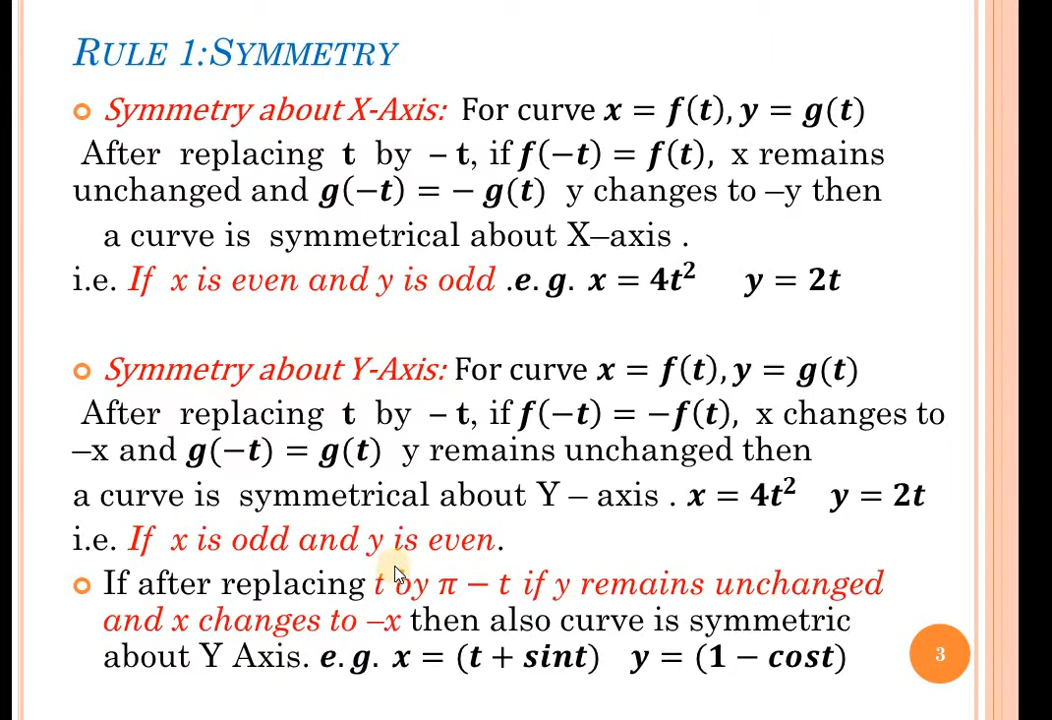 RULE 1:SYMMETRY
Symmetry about X-Axis: For curve x = f(t), y = g(t)
After replacing t by – t, if f(−t) = f(t), x remains
unchanged and g(−t) = − g(t) y changes to –y then
a curve is symmetrical about X–axis .
i.e. If x is even and y is odd .e. g. x = 4t² y = 2t
Symmetry about Y-Axis: For curve x = f(t), y = g(t)
After replacing t by – t, if f(−t) = −f(t), x changes to
–x and g(−t) = g(t) y remains unchanged then
a curve is symmetrical about Y – axis . x = 4t² y = 2t
i.e. If x is odd and y is even.
If after replacing t by π − t if y remains unchanged
and x changes to –x then also curve is symmetric
about Y Axis. e. g. x = (t + sint) y = (1 − cost)
3